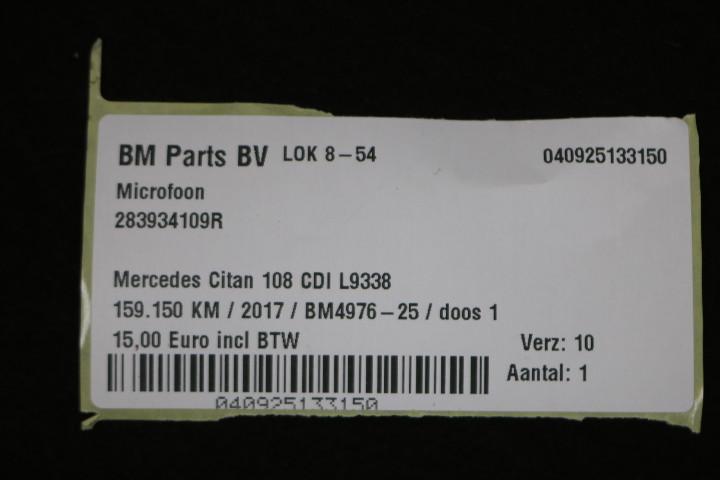 BM Parts BV LOK 8-54 040925133150
Microfoon
283934109R
Mercedes Citan 108 CDI L9338
159.150 KM / 2017 / BM4976-25 / doos 1
15,00 Euro incl BTW Verz: 10
Aantal: 1
040925133150